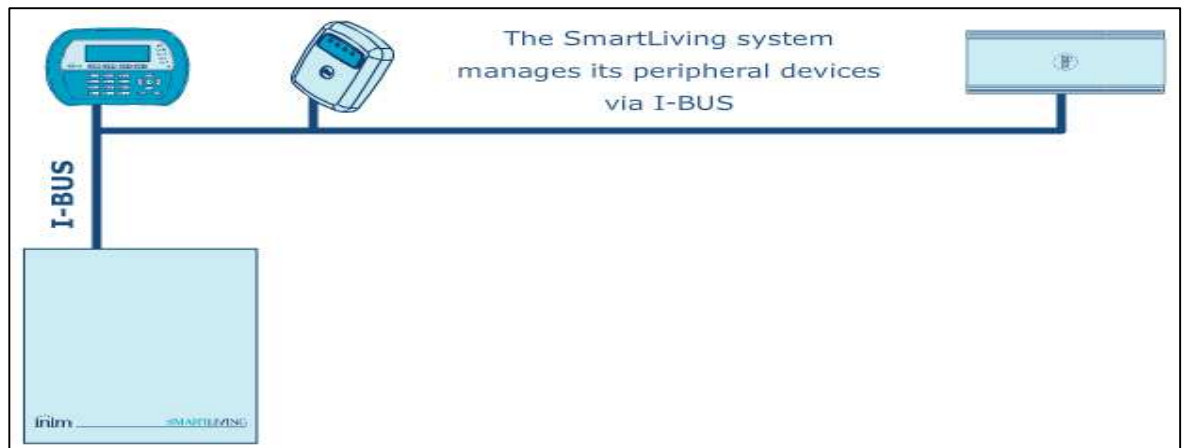 The SmartLiving system
manages its peripheral devices
via I-BUS
I-BUS
inim SMARTLIVING